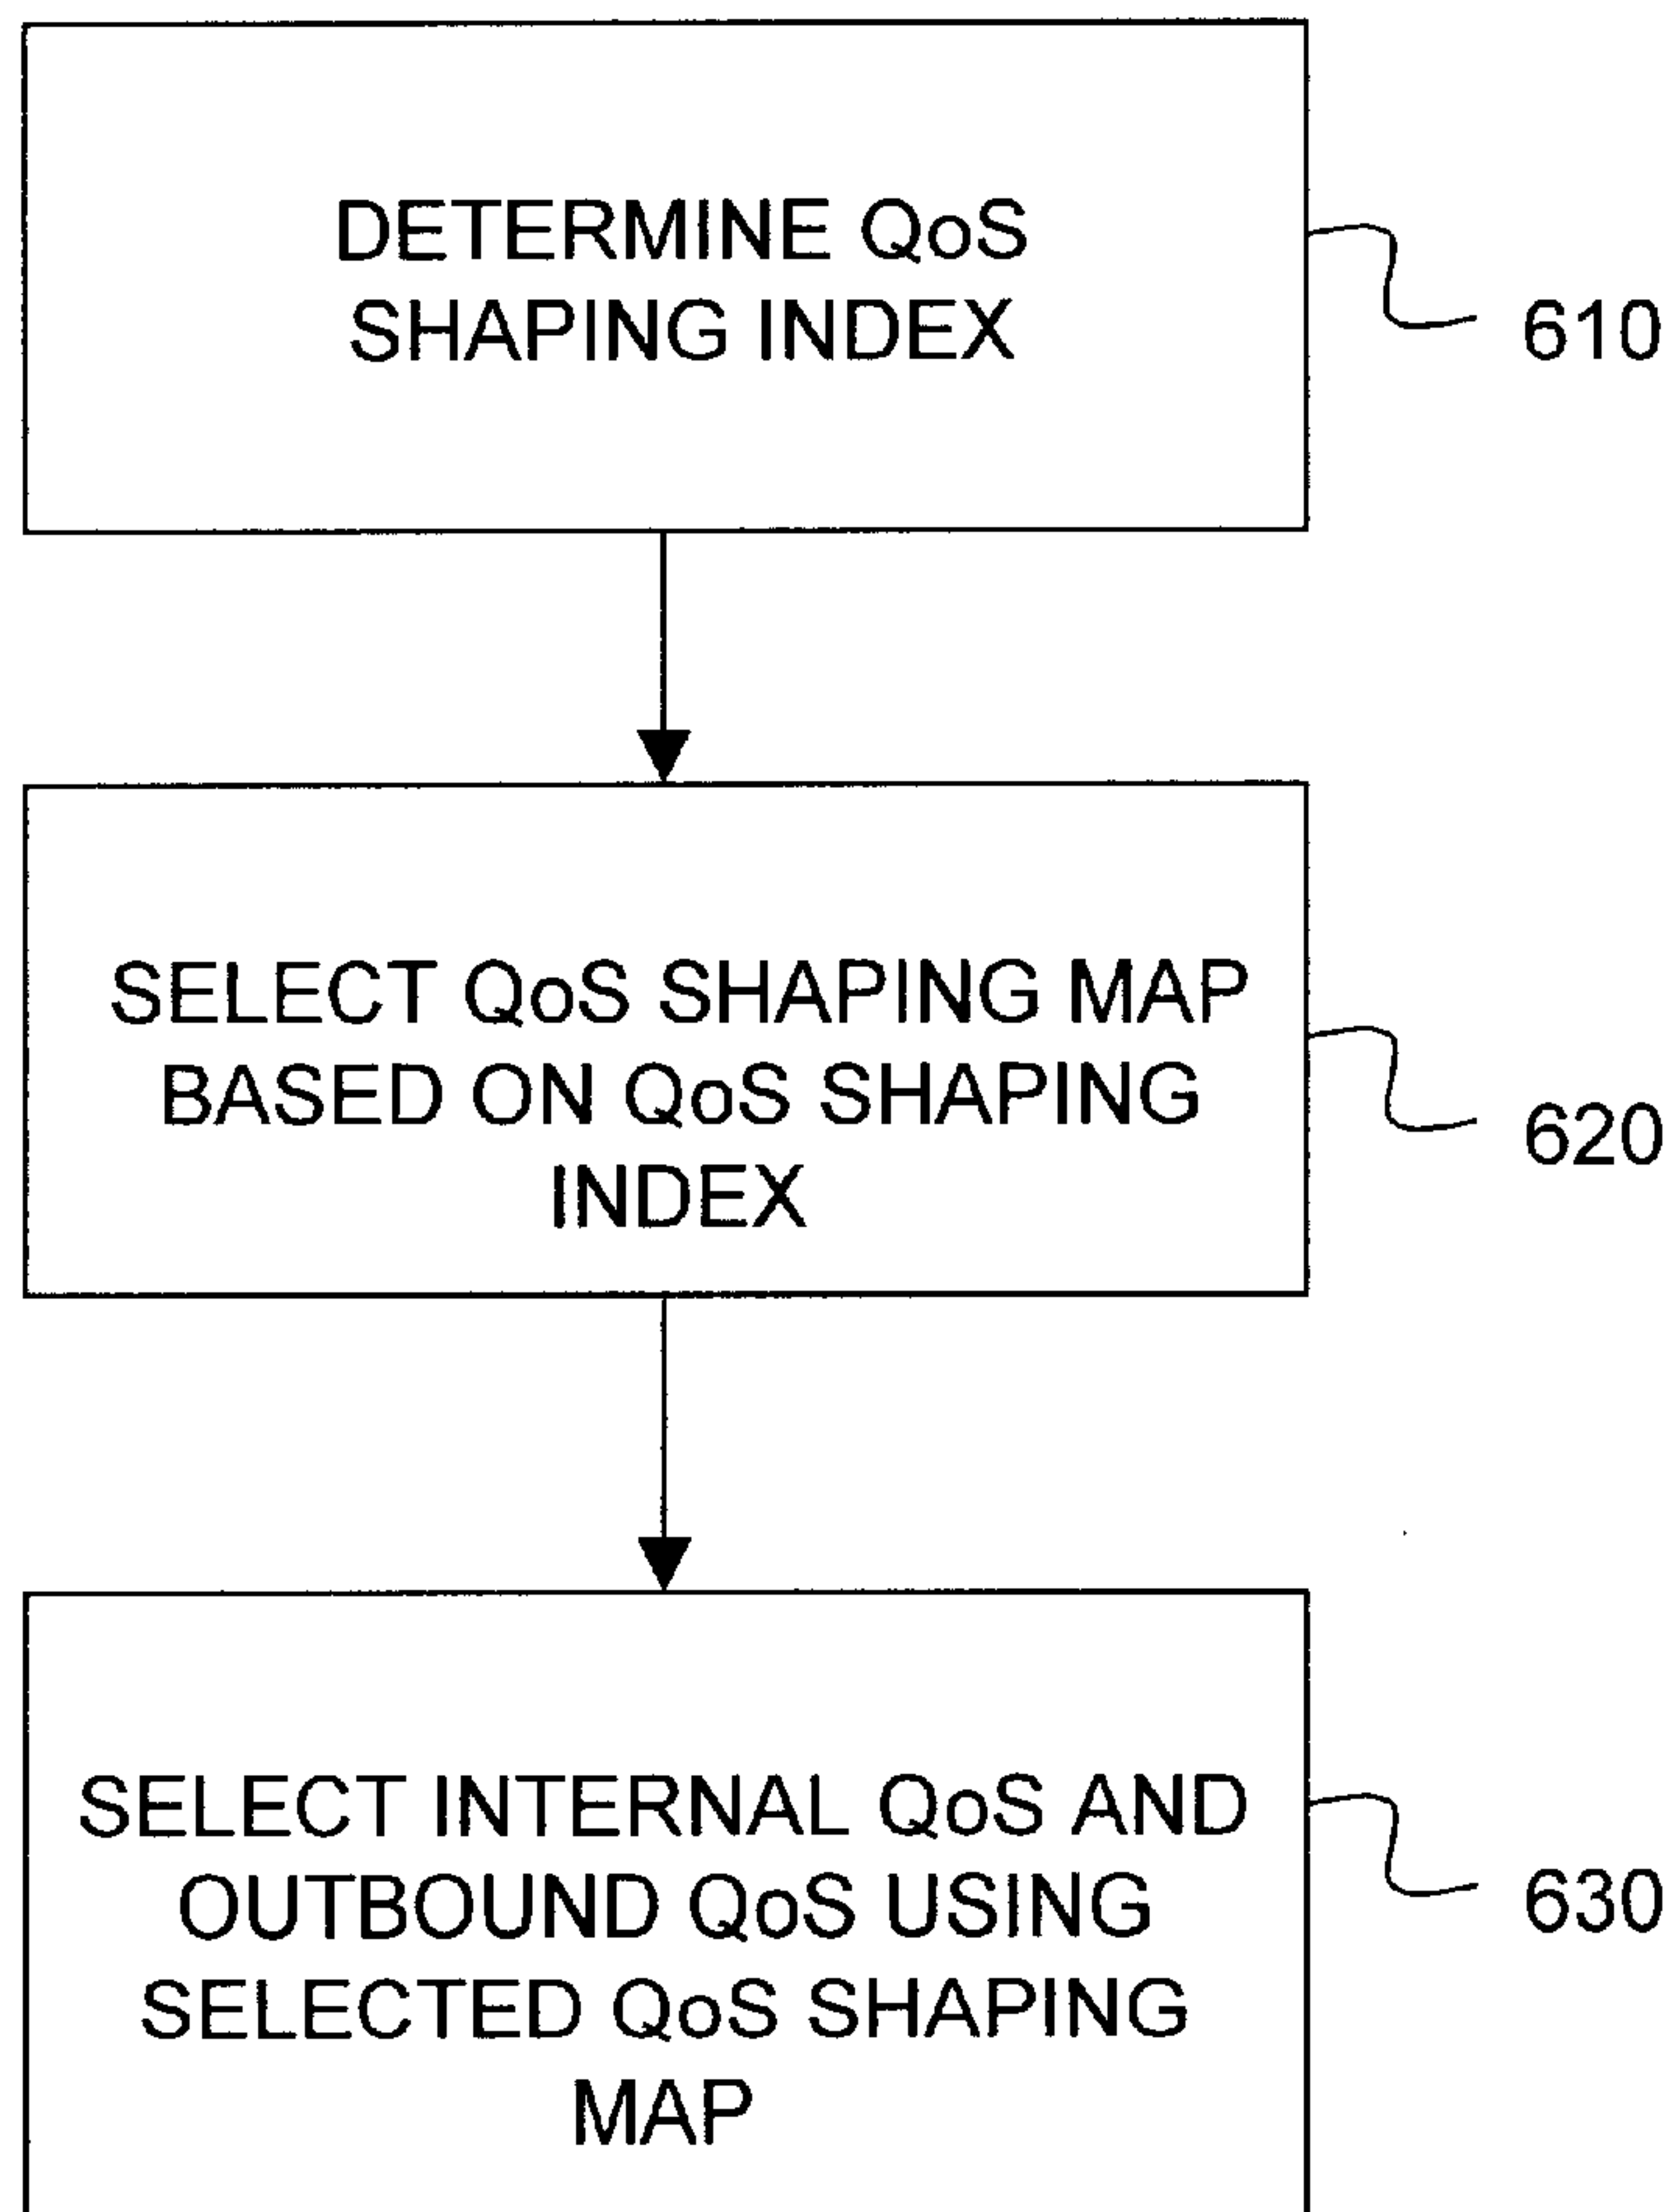 DETERMINE QoS
SHAPING INDEX
610
SELECT QoS SHAPING MAP
BASED ON QoS SHAPING
INDEX
620
SELECT INTERNAL QoS AND
OUTBOUND QoS USING
SELECTED QoS SHAPING
MAP
630